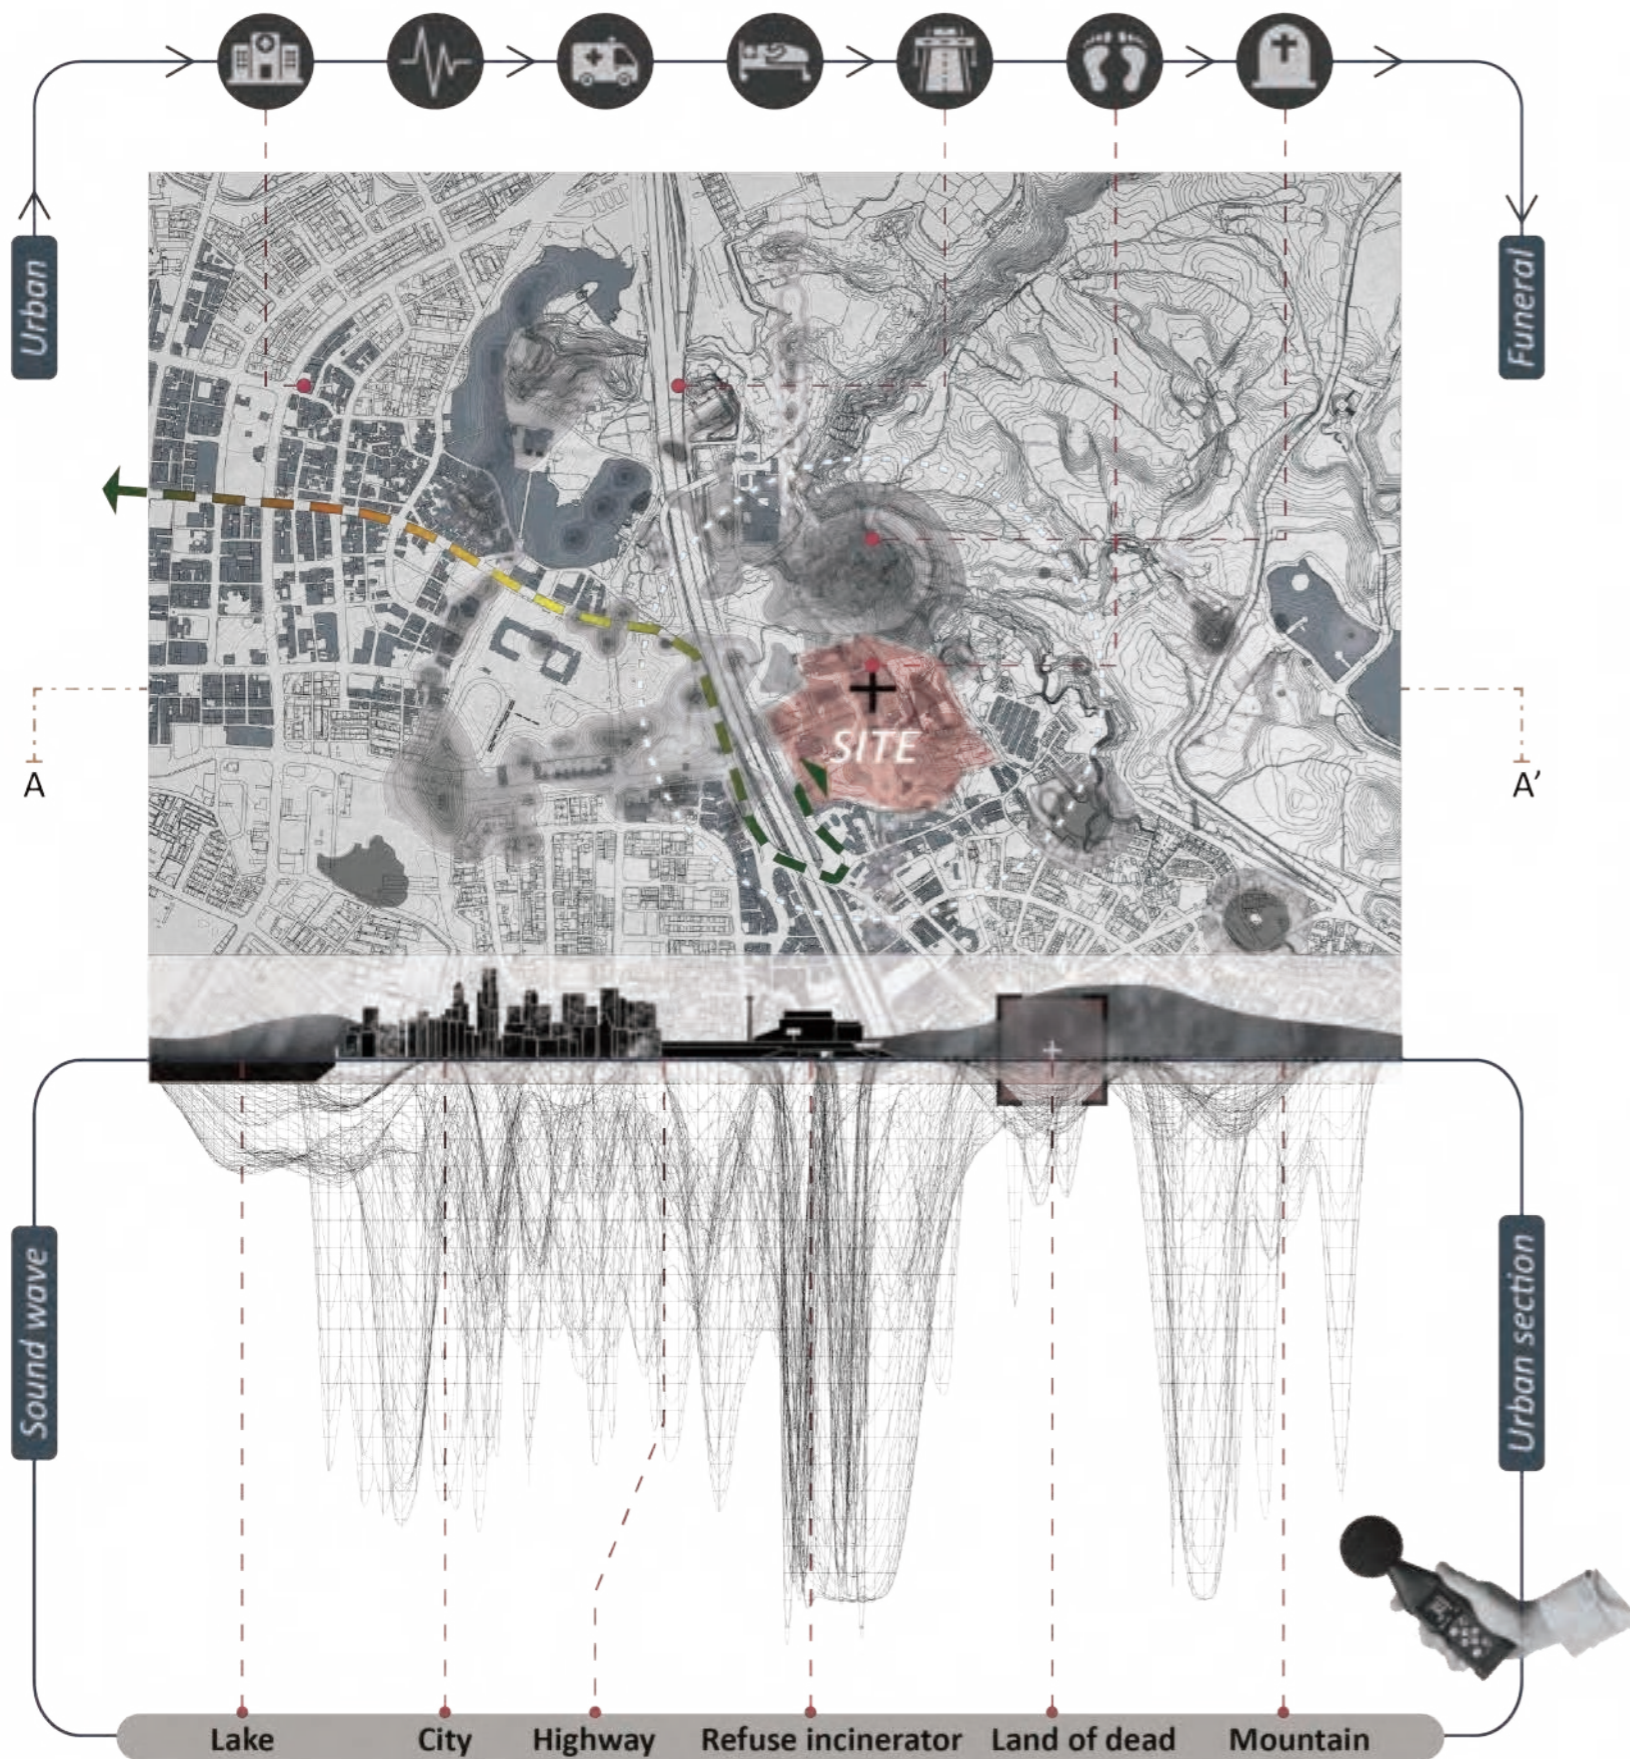 Urban
Funeral
SITE
A
A’
Sound wave
Urban section
Lake
City
Highway
Refuse incinerator
Land of dead
Mountain